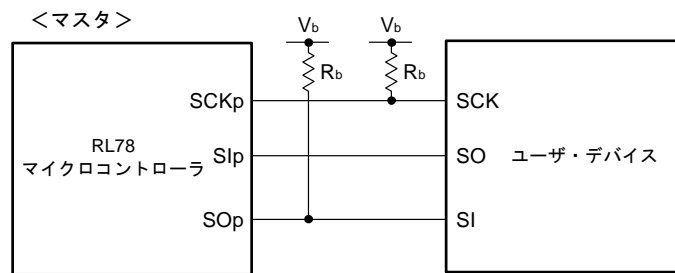 <マスタ>
Vb
Vb
Rb
Rb
SCKp
SCK
RL78
マイクロコントローラ
SIp
SO
ユーザ・デバイス
SOp
SI